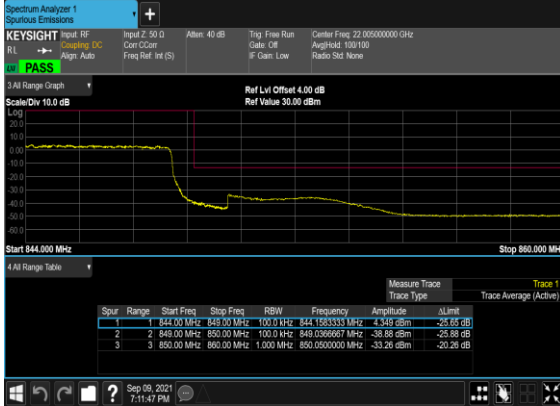 Spectrum Analyzer 1
Spurious Emissions
+
KEYSIGHT Input: RF Input Z: 50 Ω Atten: 40 dB Trig: Free Run Center Freq: 22.005000000 GHz
RL Coupling: DC Corr CCorr Gate: Off Avg|Hold: 100/100
Align: Auto Freq Ref: Int (S) IF Gain: Low Radio Std: None
LXI PASS
3 All Range Graph
Ref Lvl Offset 4.00 dB
Scale/Div 10.0 dB Ref Value 30.00 dBm
Log
20.0
10.0
0.00
-10.0
-20.0
-30.0
-40.0
-50.0
-60.0
Start 844.000 MHz Stop 860.000 MH
4 All Range Table
Measure Trace Trace 1
Trace Type Trace Average (Active)
Spur Range Start Freq Stop Freq RBW Frequency Amplitude ΔLimit
1 1 844.00 MHz 849.00 MHz 100.0 kHz 844.1583333 MHz 4.349 dBm -25.65 dB
2 2 849.00 MHz 850.00 MHz 100.0 kHz 849.0366667 MHz -38.88 dBm -25.88 dB
3 3 850.00 MHz 860.00 MHz 1.000 MHz 850.0500000 MHz -33.26 dBm -20.26 dB
? Sep 09, 2021
7:11:47 PM